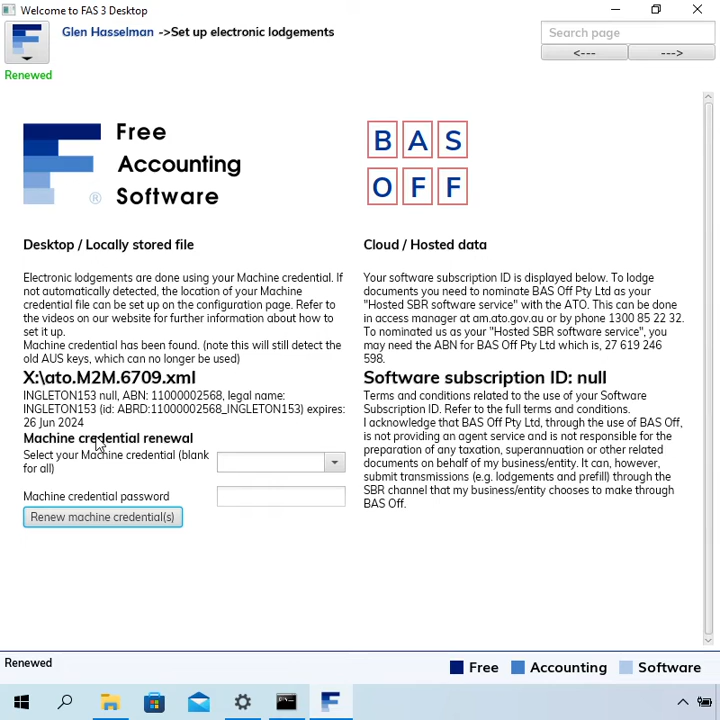 Welcome to FAS 3 Desktop
Glen Hasselman ->Set up electronic lodgements
Search page
<---
--->
Renewed
Free
Accounting
Software
®
B A S
O F F
Desktop / Locally stored file
Electronic lodgements are done using your Machine credential. If
not automatically detected, the location of your Machine
credential file can be set up on the configuration page. Refer to
the videos on our website for further information about how to
set it up.
Machine credential has been found. (note this will still detect the
old AUS keys, which can no longer be used)
X:\ato.M2M.6709.xml
INGLETON153 null, ABN: 11000002568, legal name:
INGLETON153 (id: ABRD:11000002568_INGLETON153) expires:
26 Jun 2024
Machine credential renewal
Select your Machine credential (blank
for all)
Machine credential password
Renew machine credential(s)
Cloud / Hosted data
Your software subscription ID is displayed below. To lodge
documents you need to nominate BAS Off Pty Ltd as your
"Hosted SBR software service" with the ATO. This can be done
in access manager at am.ato.gov.au or by phone 1300 85 22 32.
To nominated us as your "Hosted SBR software service", you
may need the ABN for BAS Off Pty Ltd which is, 27 619 246
598.
Software subscription ID: null
Terms and conditions related to the use of your Software
Subscription ID. Refer to the full terms and conditions.
I acknowledge that BAS Off Pty Ltd, through the use of BAS Off,
is not providing an agent service and is not responsible for the
preparation of any taxation, superannuation or other related
documents on behalf of my business/entity. It can, however,
submit transmissions (e.g. lodgements and prefill) through the
SBR channel that my business/entity chooses to make through
BAS Off.
Renewed
Free Accounting Software